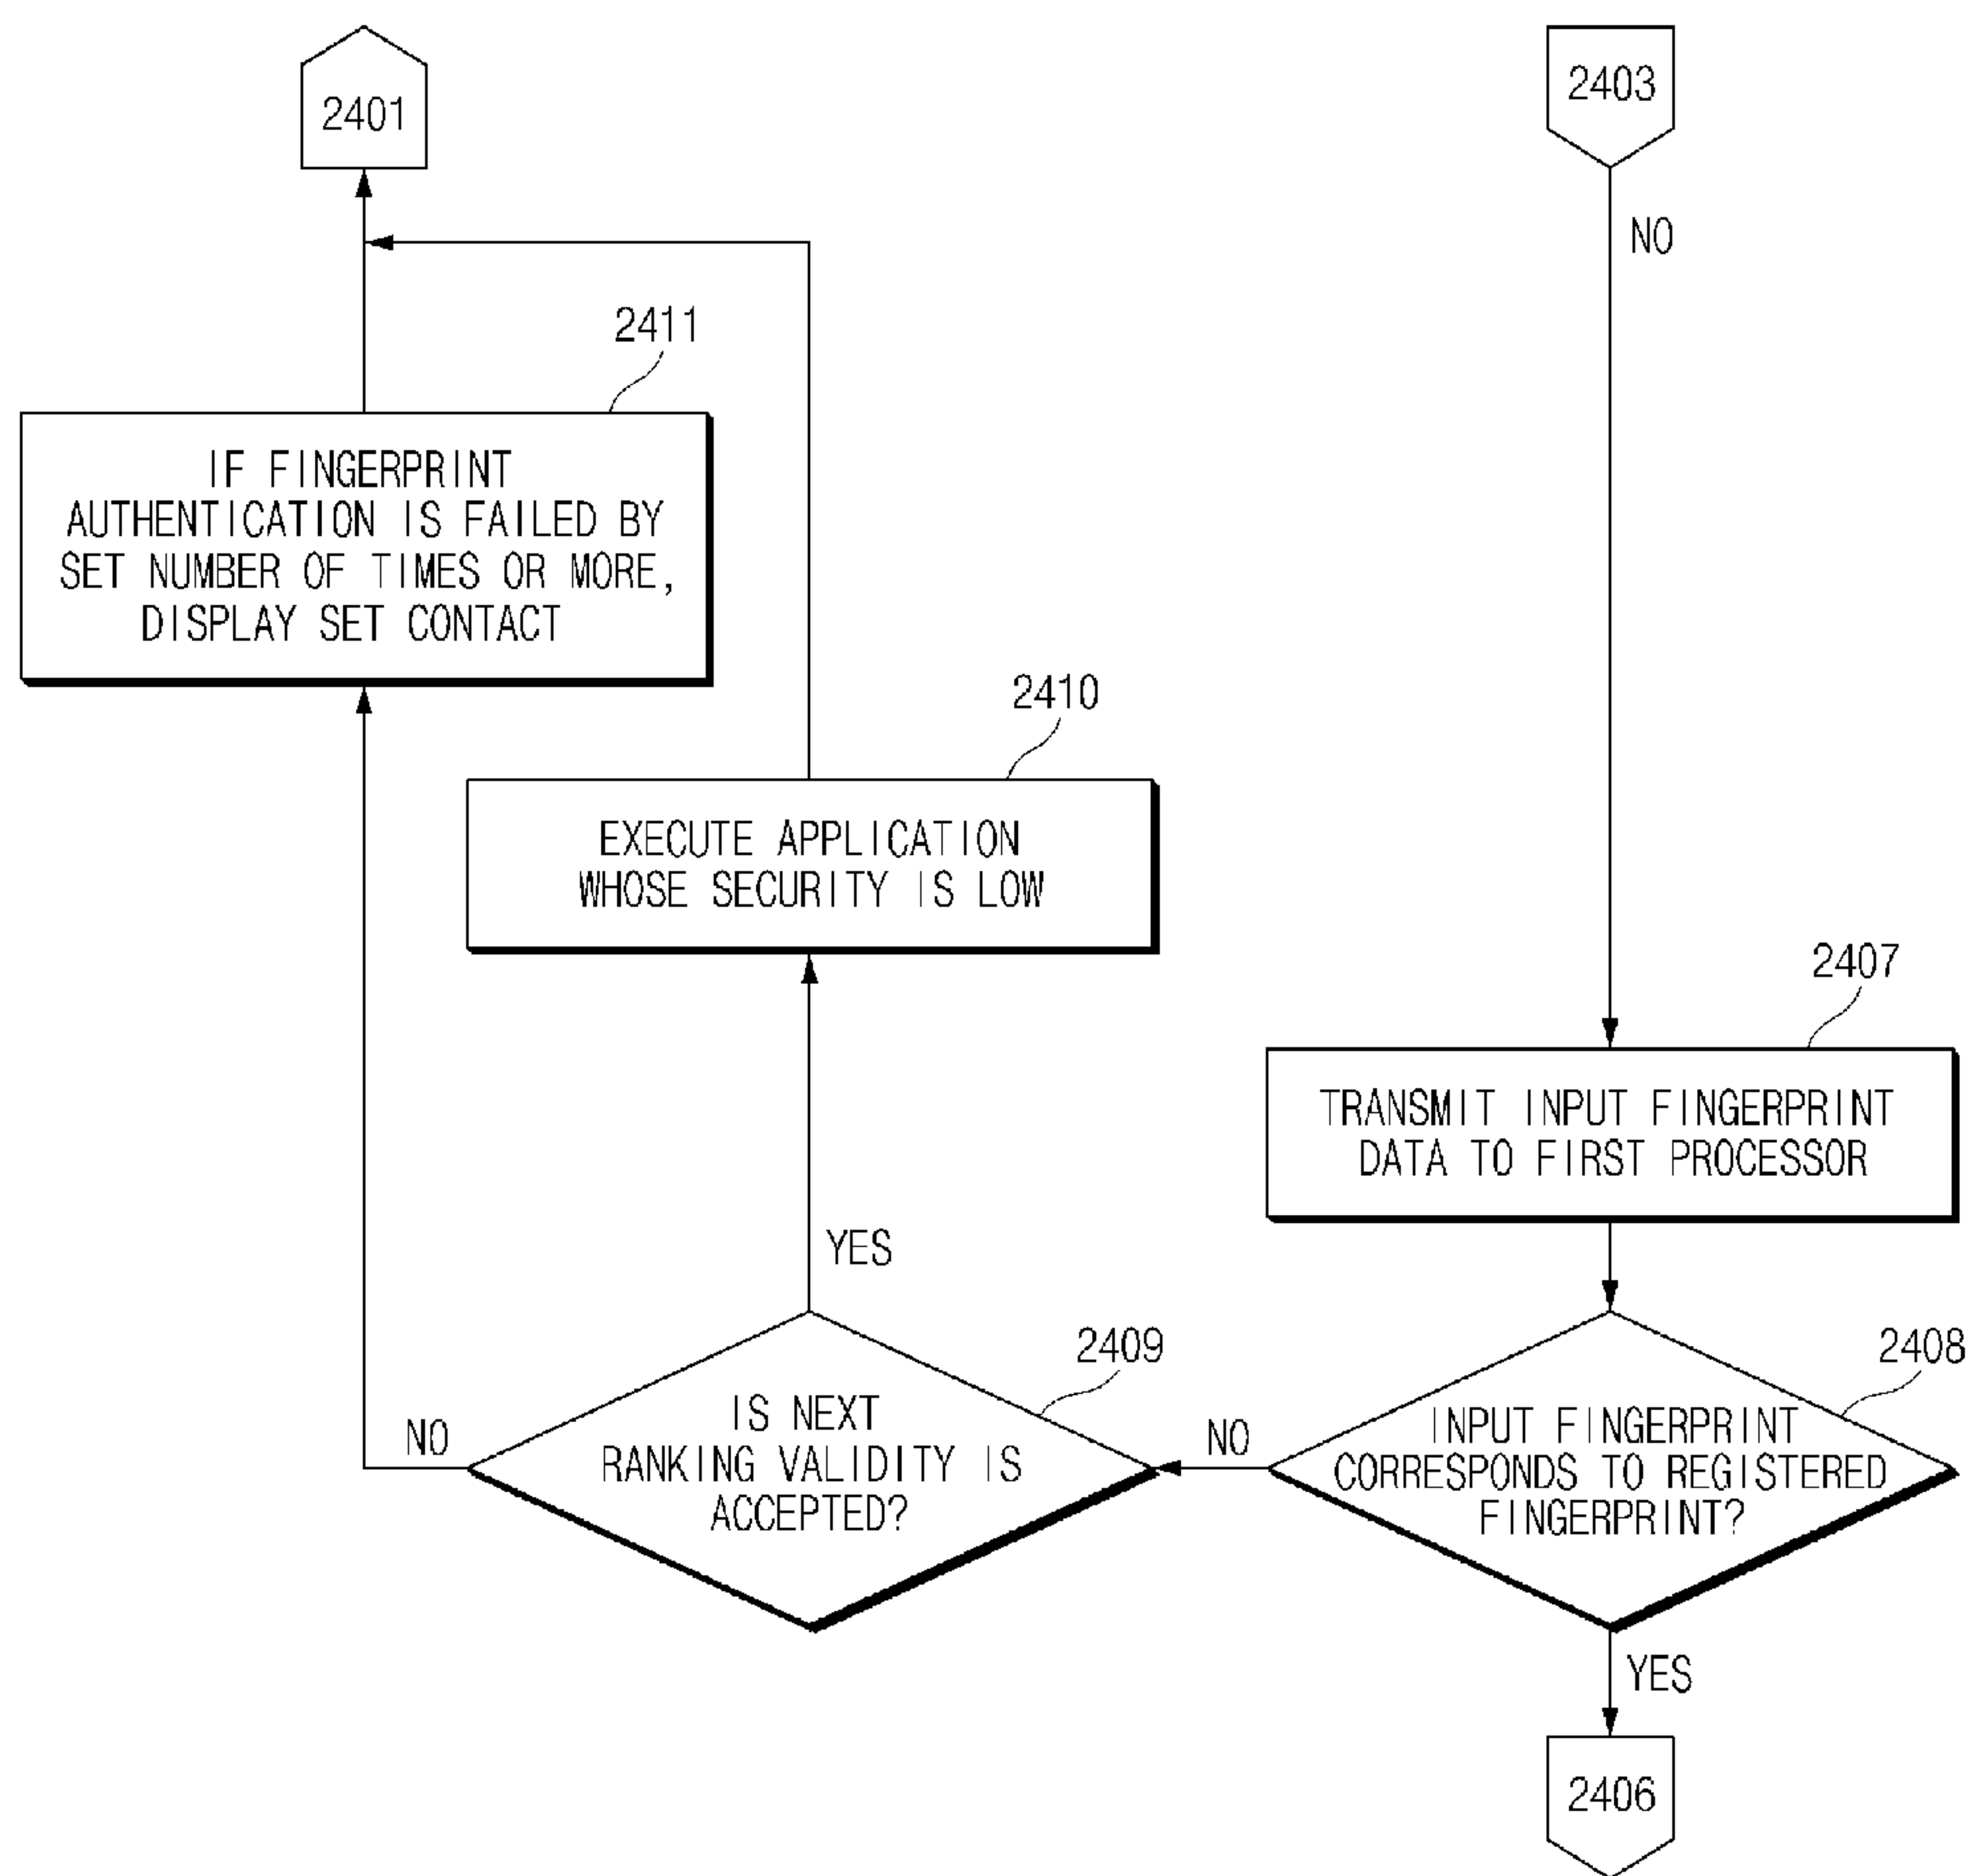 2401
2403
NO
2411
IF FINGERPRINT
AUTHENTICATION IS FAILED BY
SET NUMBER OF TIMES OR MORE,
DISPLAY SET CONTACT
2410
EXECUTE APPLICATION
WHOSE SECURITY IS LOW
2407
TRANSMIT INPUT FINGERPRINT
DATA TO FIRST PROCESSOR
YES
2409
IS NEXT
RANKING VALIDITY IS
ACCEPTED?
NO
NO
2408
INPUT FINGERPRINT
CORRESPONDS TO REGISTERED
FINGERPRINT?
YES
2406